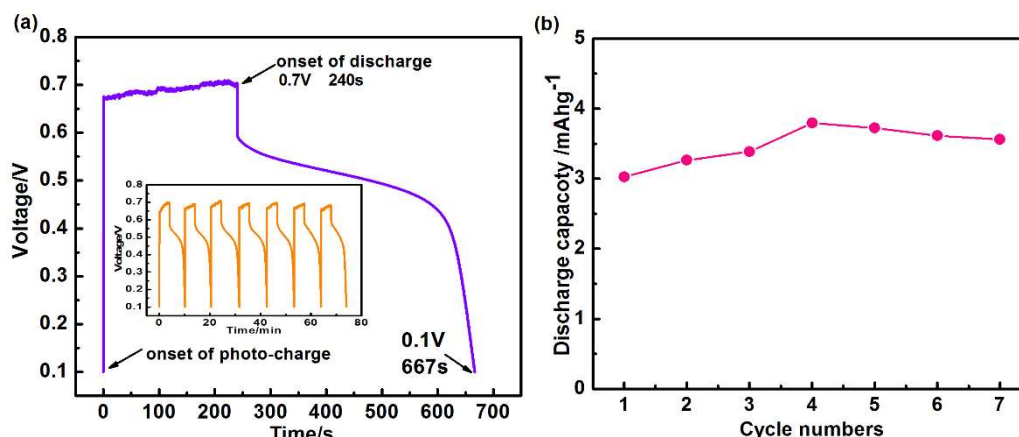 (a)
0.8
0.7
0.6
0.5
0.4
0.3
0.2
0.1
Voltage/V
onset of discharge
0.7V 240s
0.8
0.7
0.6
0.5
0.4
0.3
0.2
0.1
Voltage/V
0 20 40 60 80
Time/min
onset of photo-charge
0.1V
667s
0 100 200 300 400 500 600 700
Time/s
(b)
5
4
3
2
1
0
Discharge capacoty /mAhg-1
1 2 3 4 5 6 7
Cycle numbers